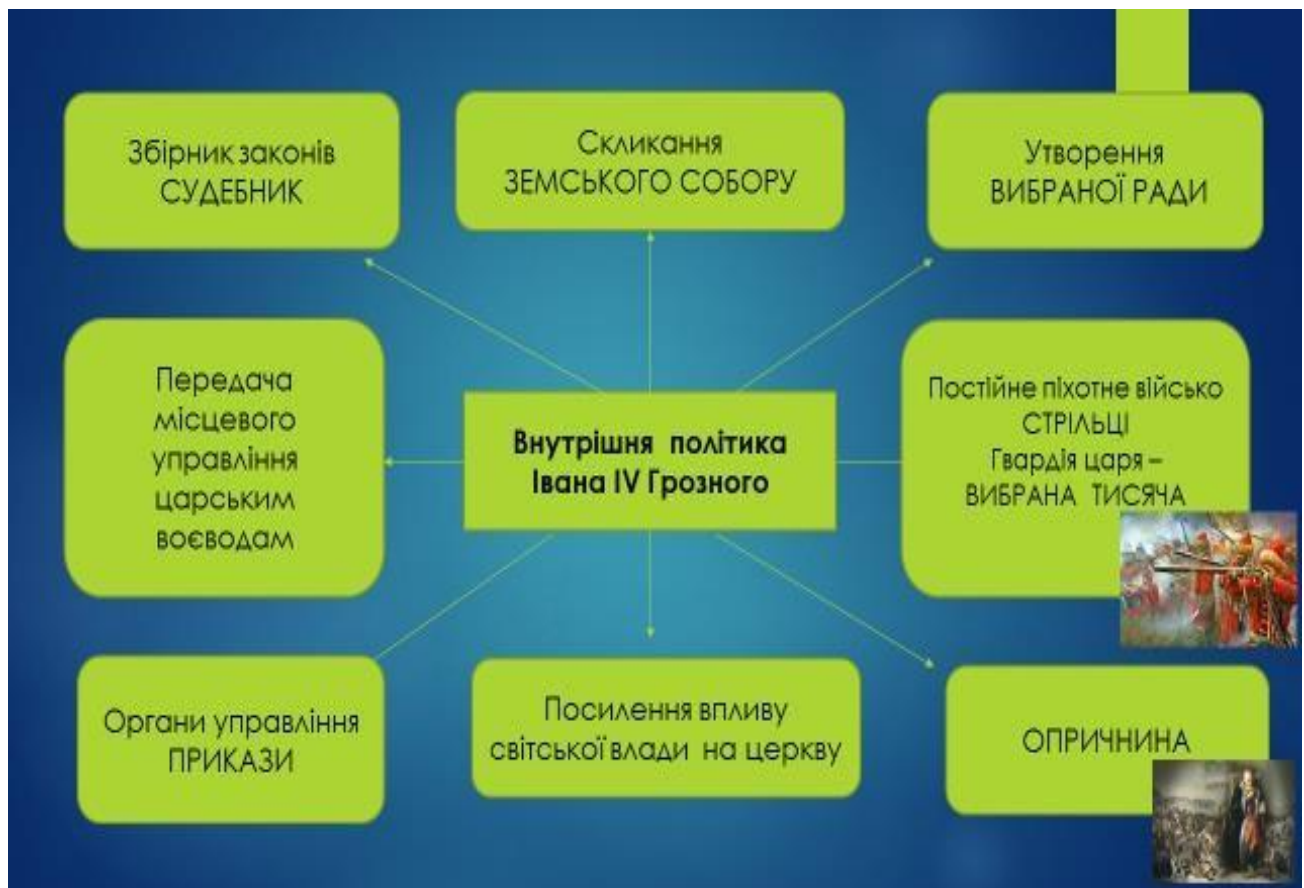 Збірник законів
СУДЕБНИК
Скликання
ЗЕМСЬКОГО СОБОРУ
Утворення
ВИБРАНОЇ РАДИ
Передача
місцевого
управління
царським
воєводам
Внутрішня політика
Івана IV Грозного
Постійне піхотне військо
СТРІЛЬЦІ
Гвардія царя –
ВИБРАНА ТИСЯЧА
Органи управління
ПРИКАЗИ
Посилення впливу
світської влади на церкву
ОПРИЧНИНА